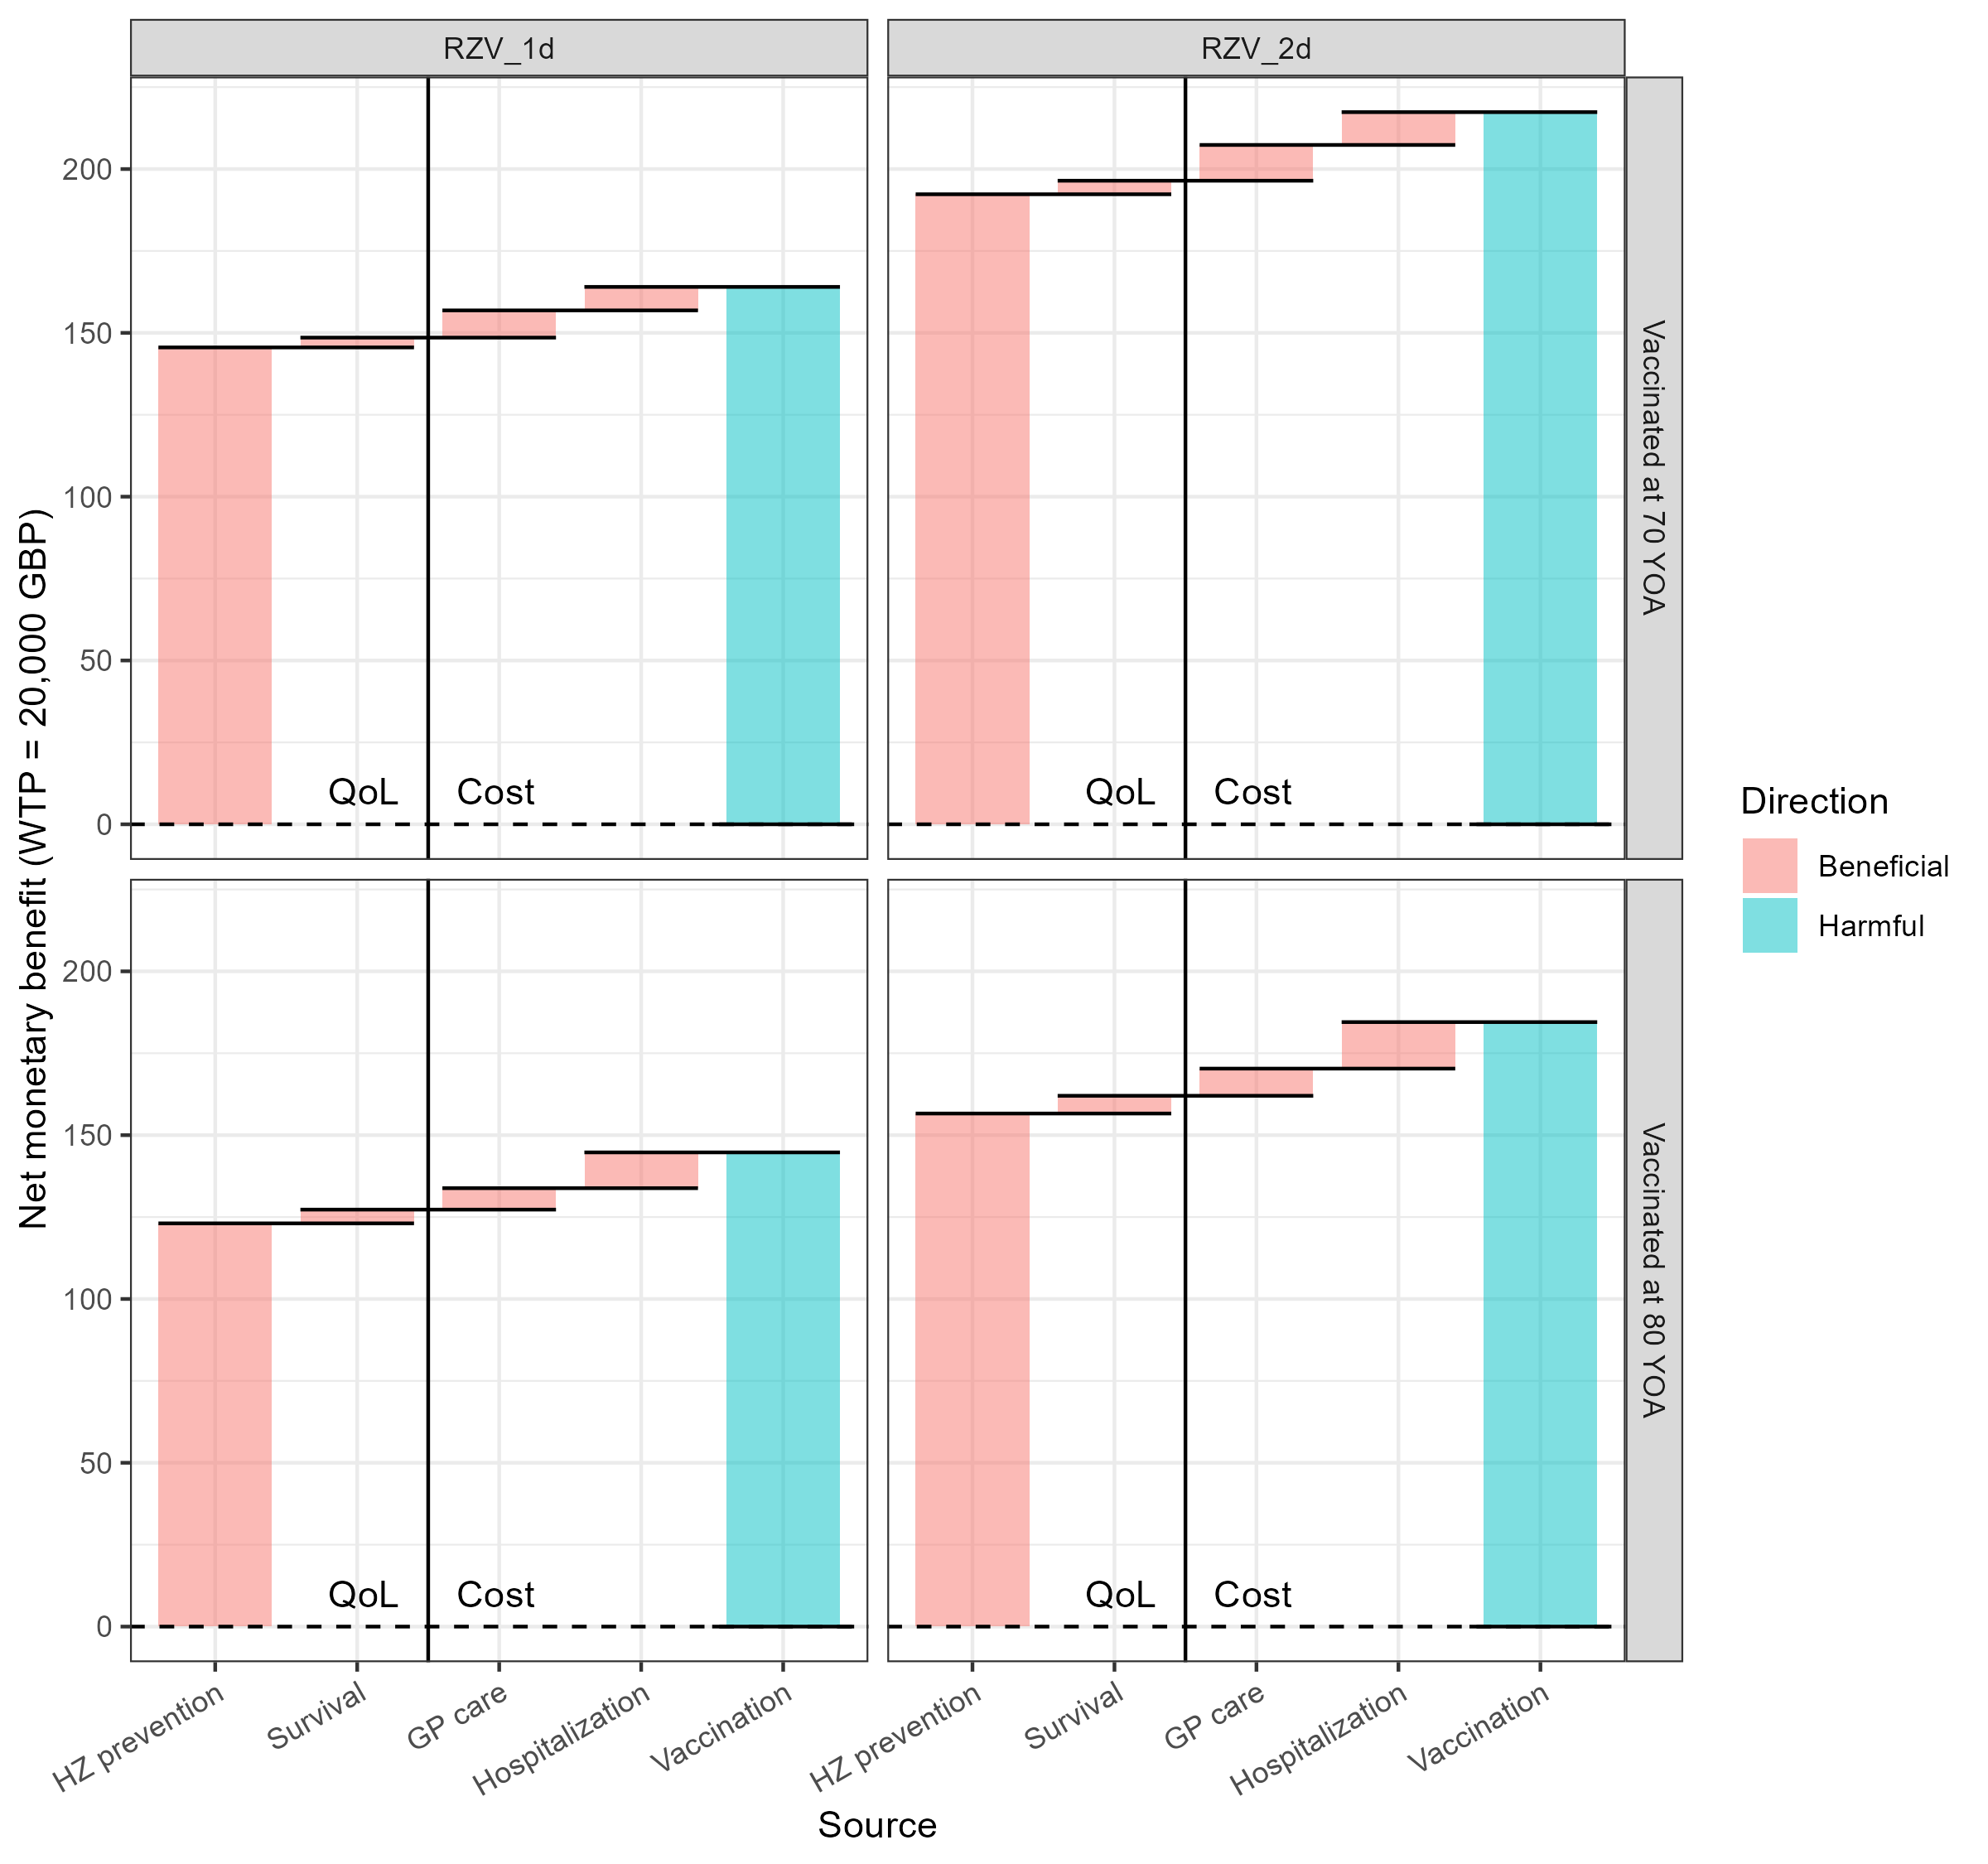 RZV_1d
RZV_2d
Net monetary benefit (WTP = 20,000 GBP)
200
150
100
50
0
QoL
Cost
QoL
Cost
Vaccinated at 70 YOA
200
150
100
50
0
QoL
Cost
QoL
Cost
Vaccinated at 80 YOA
HZ prevention
Survival
GP care
Hospitalization
Vaccination
HZ prevention
Survival
GP care
Hospitalization
Vaccination
Source
Direction
Beneficial
Harmful